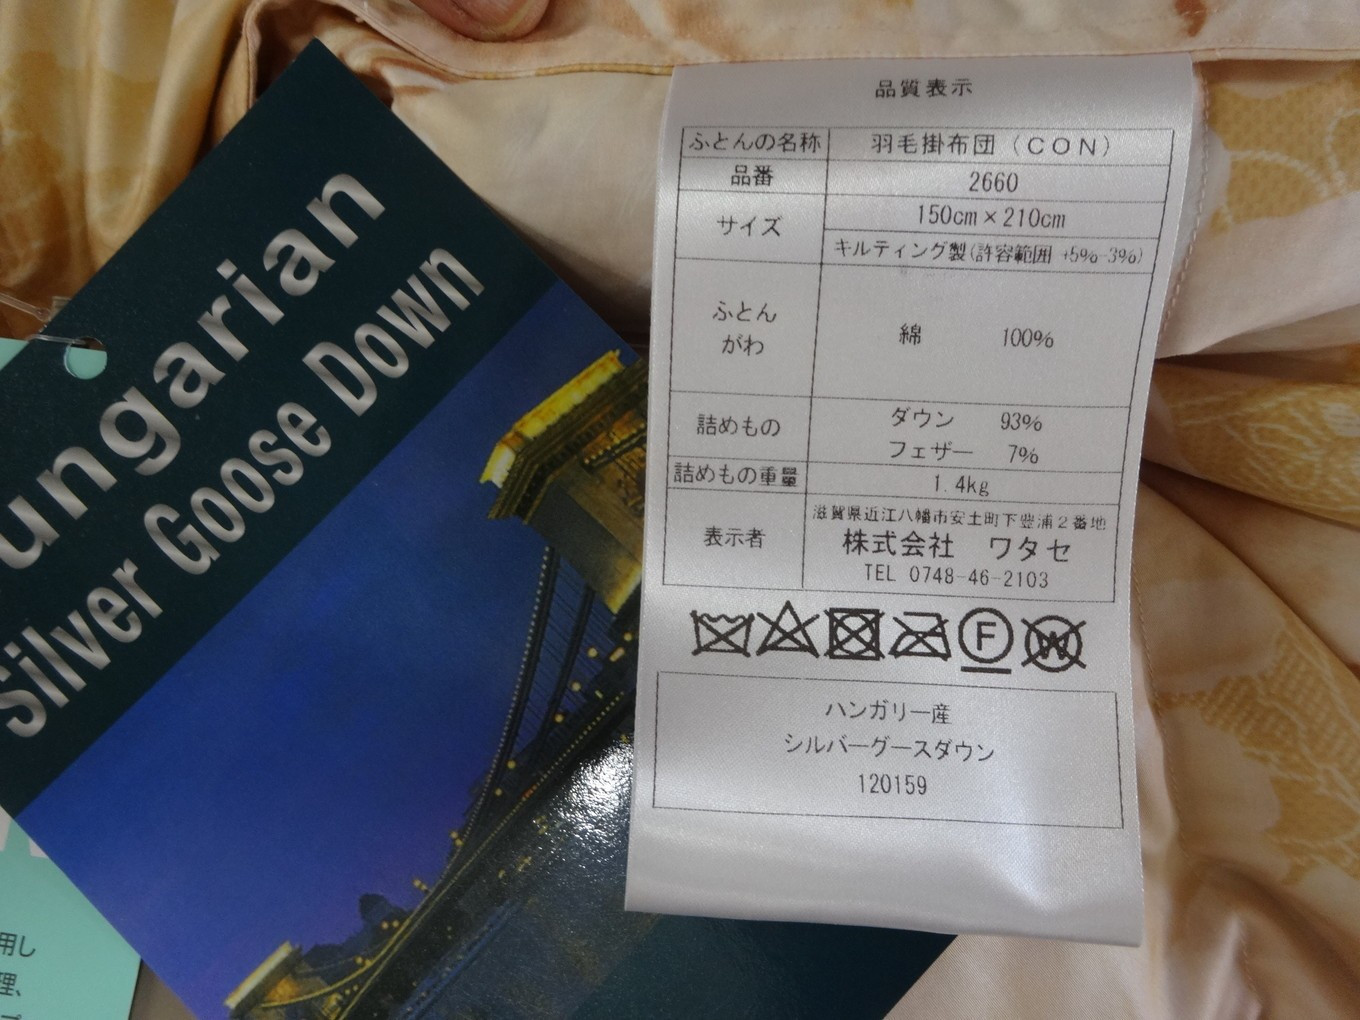 ungarian
Silver Goose Down
用し
理、
品質表示
ふとんの名称 羽毛掛布団（ＣＯＮ）
品番 2660
サイズ 150cm×210cm
キルティング製(許容範囲 +5%-3%)
ふとん
がわ
綿 100%
詰めもの
ダウン 93%
フェザー 7%
詰めもの重量 1.4kg
表示者
滋賀県近江八幡市安土町下豊浦２番地
株式会社 ワタセ
TEL 0748-46-2103
F W
ハンガリー産
シルバーグースダウン
120159